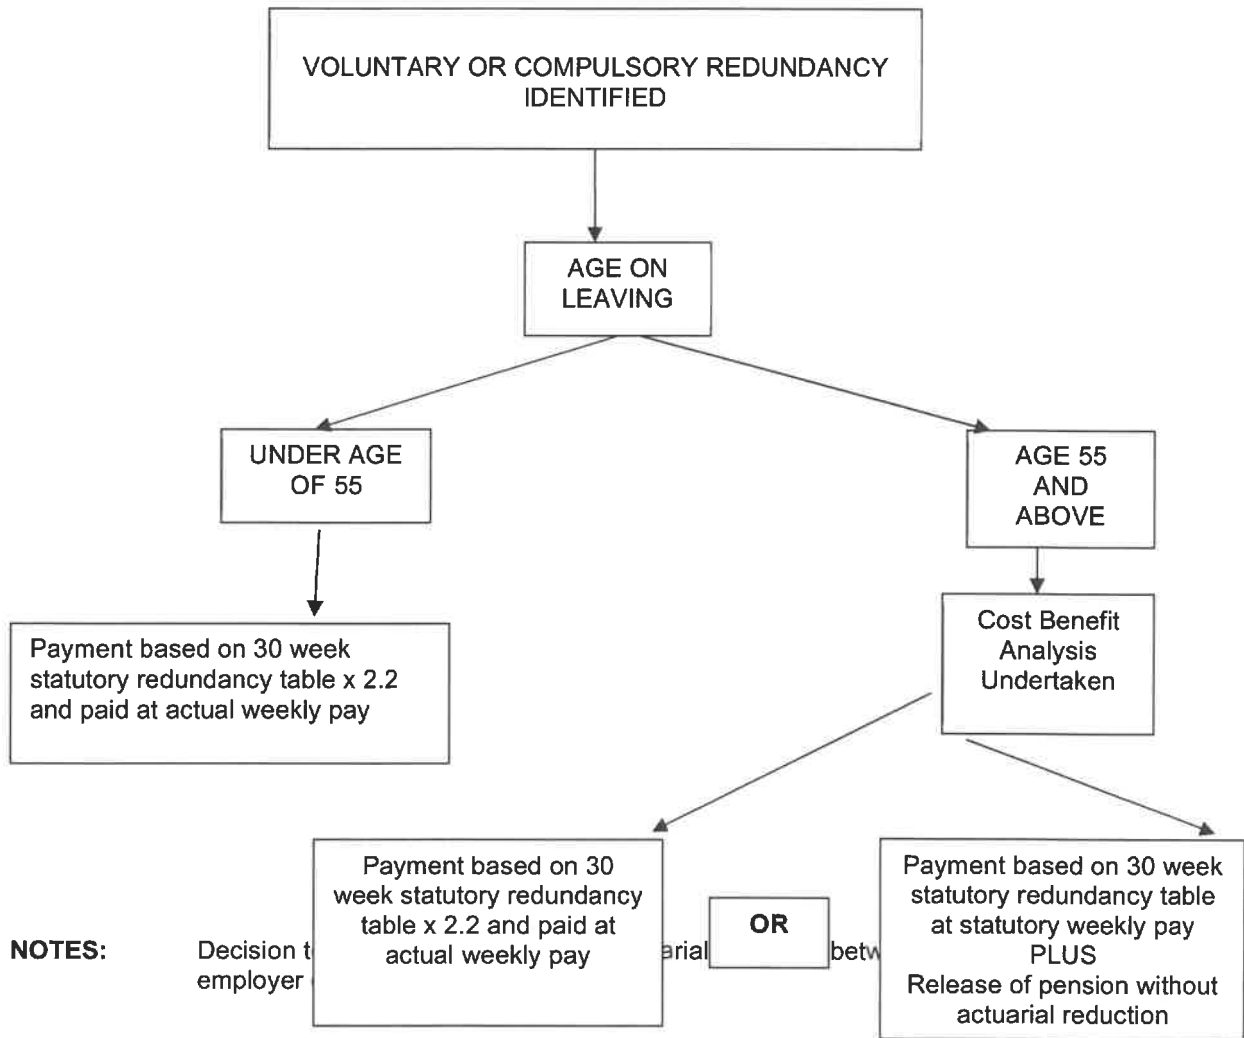 VOLUNTARY OR COMPULSORY REDUNDANCY
IDENTIFIED
AGE ON
LEAVING
UNDER AGE
OF 55
AGE 55
AND
ABOVE
Payment based on 30 week
statutory redundancy table x 2.2
and paid at actual weekly pay
Cost Benefit
Analysis
Undertaken
Payment based on 30
week statutory redundancy
table x 2.2 and paid at
actual weekly pay
OR
Payment based on 30 week
statutory redundancy table
at statutory weekly pay
PLUS
Release of pension without
actuarial reduction
NOTES: Decision
employer